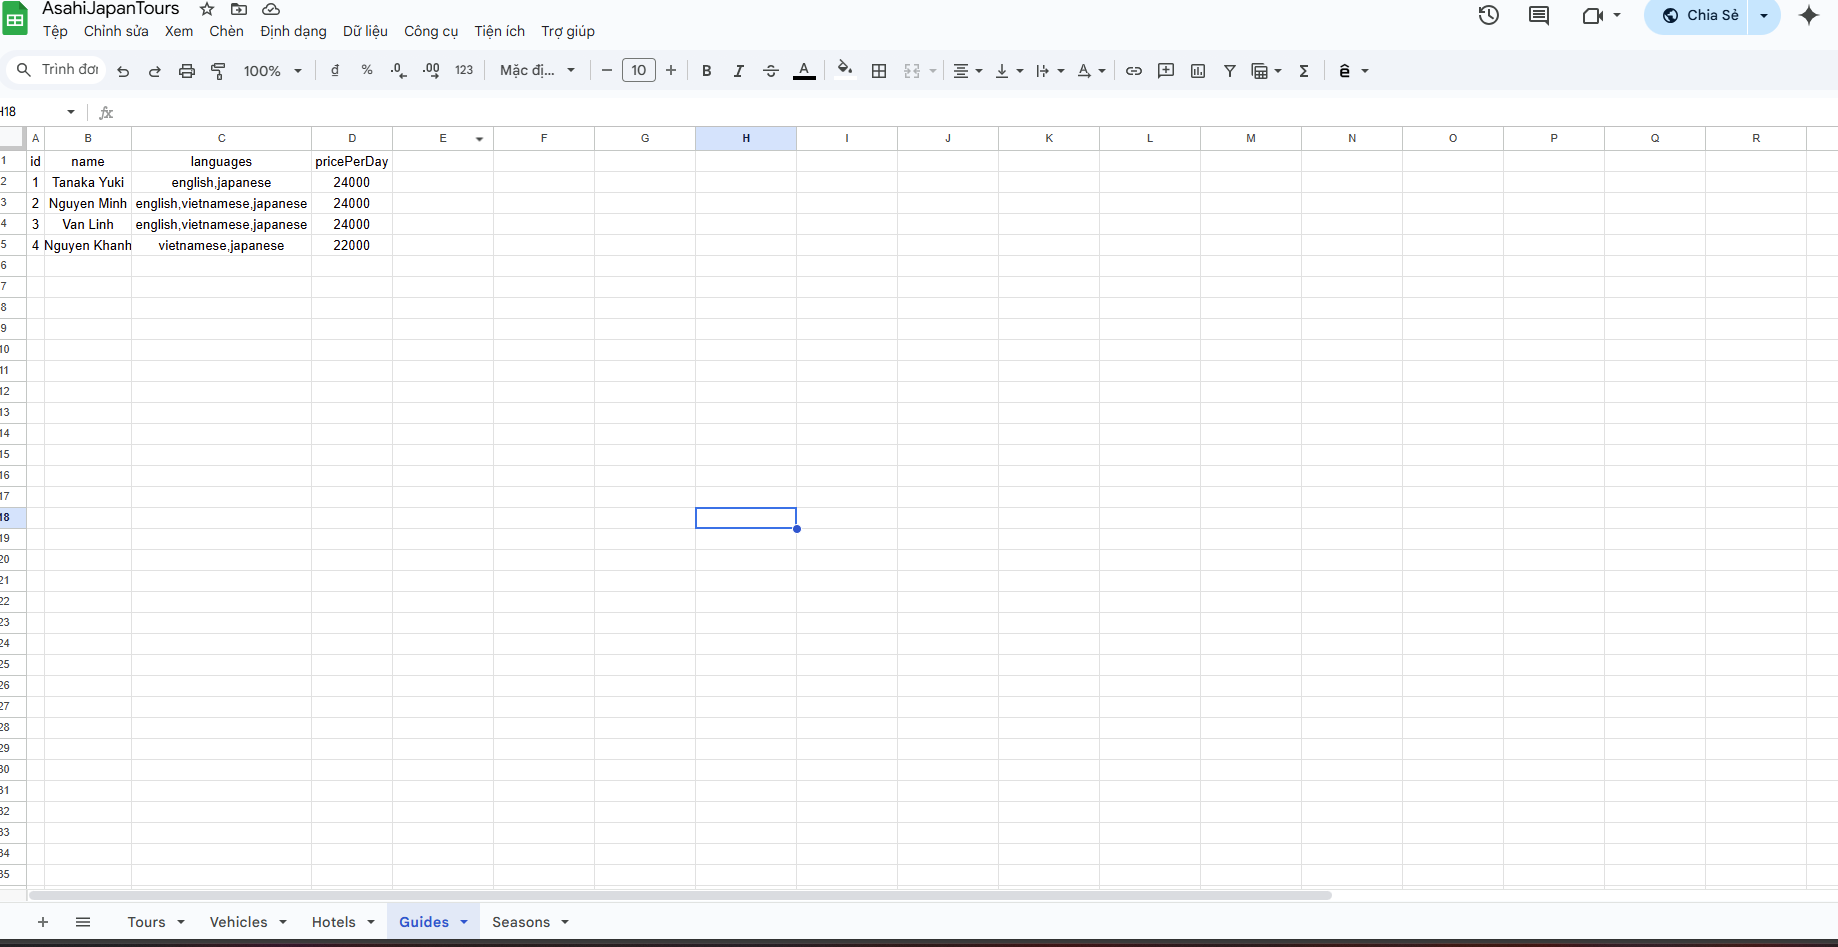 AsahiJapanTours
Tệp Chỉnh sửa Xem Chèn Định dạng Dữ liệu Công cụ Tiện ích Trợ giúp
Chia Sẻ
Trình đơn 100% đ % .0 .00 123 Mặc đị... 10 B I A Σ ê
H18 fx
A B C D E F G H I J K L M N O P Q R
1 id name languages pricePerDay
2 1 Tanaka Yuki english,japanese 24000
3 2 Nguyen Minh english,vietnamese,japanese 24000
4 3 Van Linh english,vietnamese,japanese 24000
5 4 Nguyen Khanh vietnamese,japanese 22000
6
7
8
9
10
11
12
13
14
15
16
17
18
19
20
21
22
23
24
25
26
27
28
29
30
31
32
33
34
35
Tours Vehicles Hotels Guides Seasons